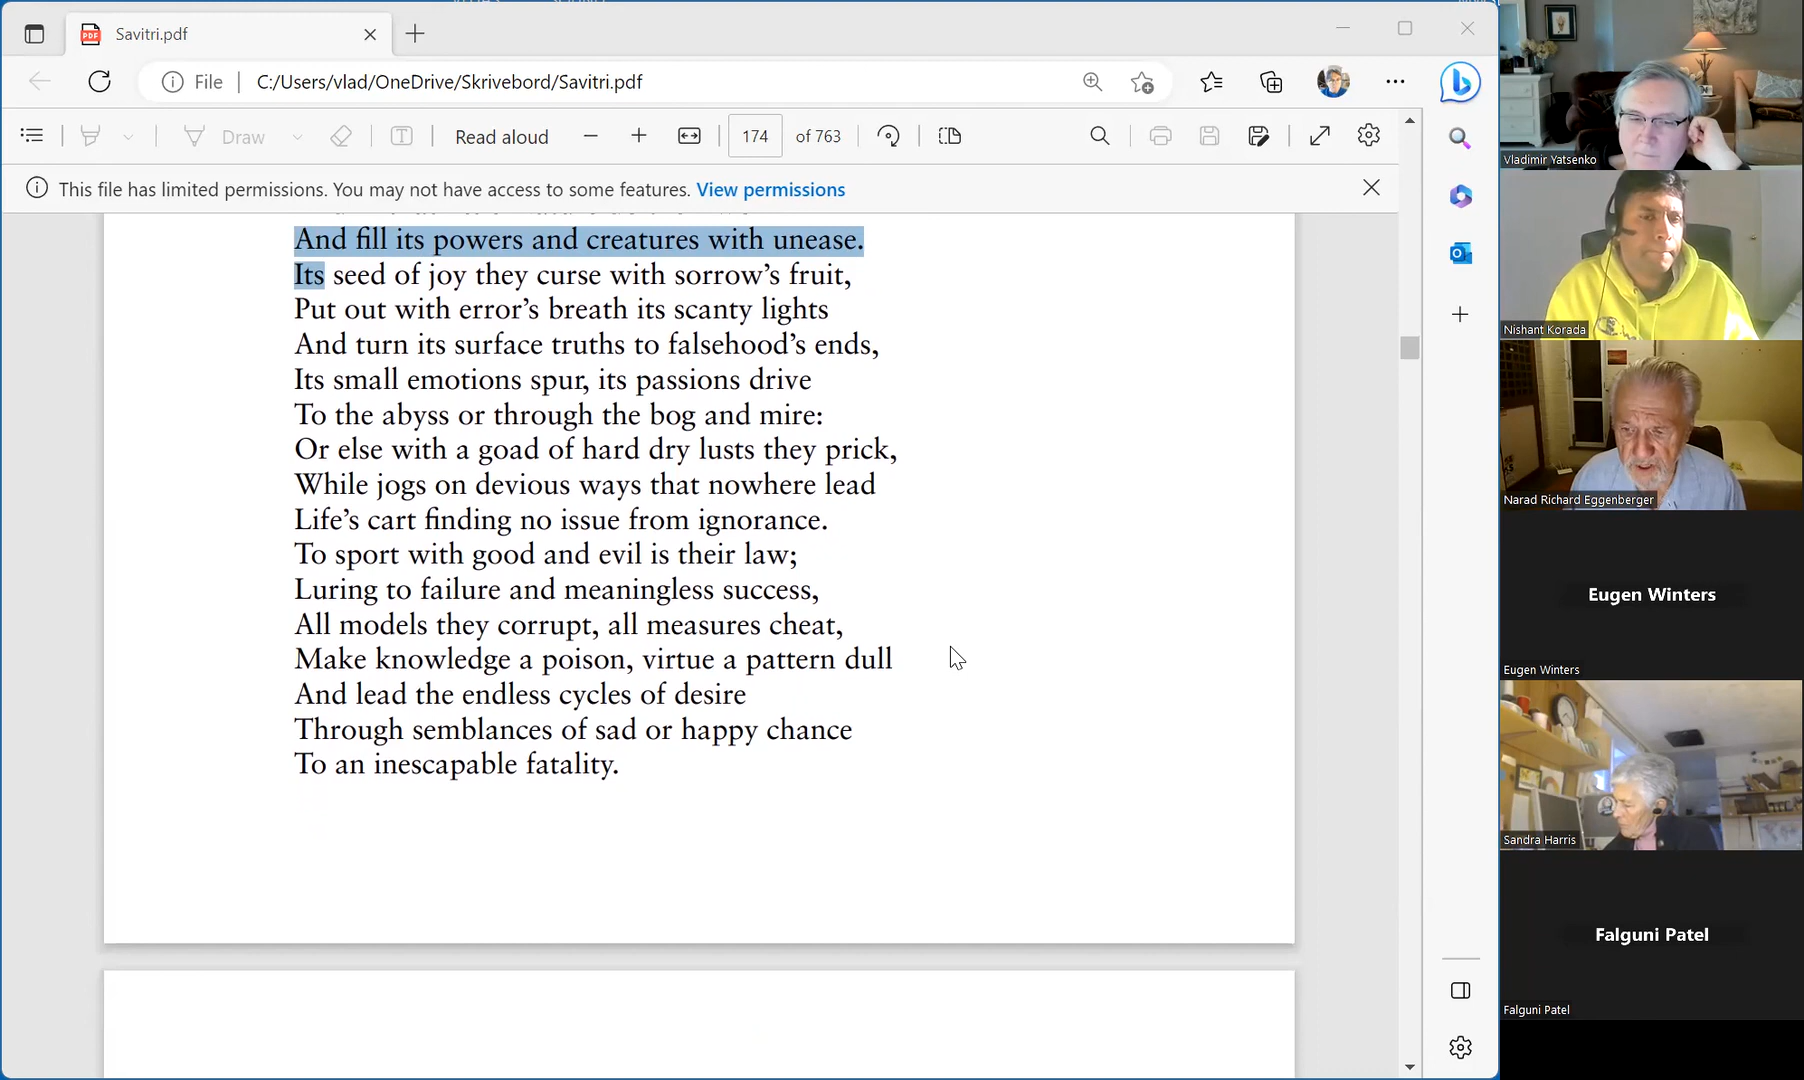 Savitri.pdf
File
C:/Users/vlad/OneDrive/Skrivebord/Savitri.pdf
Draw
Read aloud
174
of 763
This file has limited permissions. You may not have access to some features. View permissions
And fill its powers and creatures with unease.
Its seed of joy they curse with sorrow’s fruit,
Put out with error’s breath its scanty lights
And turn its surface truths to falsehood’s ends,
Its small emotions spur, its passions drive
To the abyss or through the bog and mire:
Or else with a goad of hard dry lusts they prick,
While jogs on devious ways that nowhere lead
Life’s cart finding no issue from ignorance.
To sport with good and evil is their law;
Luring to failure and meaningless success,
All models they corrupt, all measures cheat,
Make knowledge a poison, virtue a pattern dull
And lead the endless cycles of desire
Through semblances of sad or happy chance
To an inescapable fatality.
Vladimir Yatsenko
Nishant Korada
Narad Richard Eggenberger
Eugen Winters
Eugen Winters
Sandra Harris
Falguni Patel
Falguni Patel